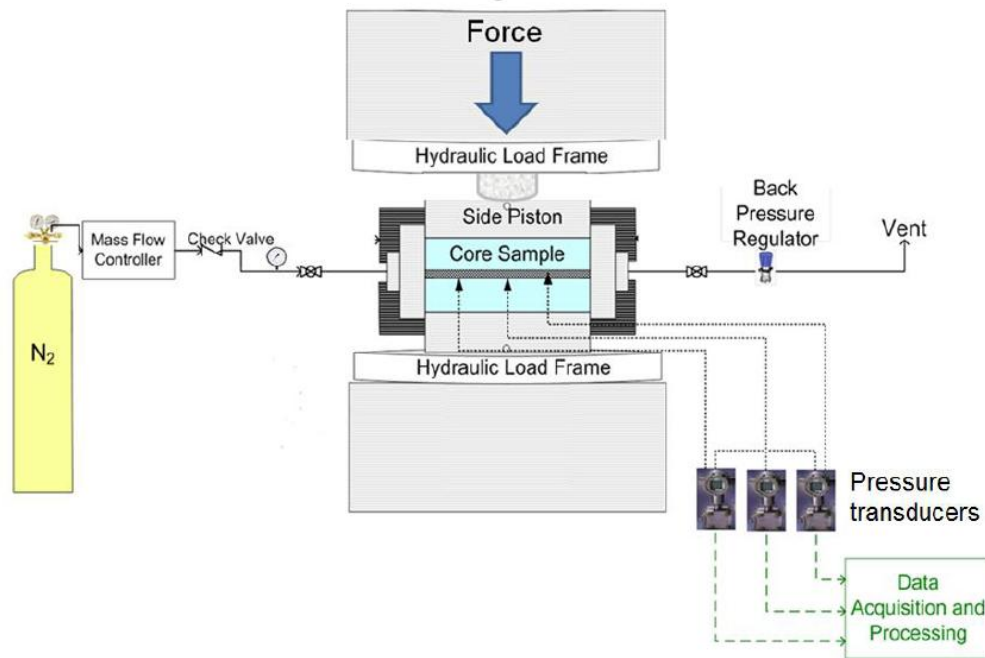 Force
Hydraulic Load Frame
Side Piston
Core Sample
Back
Pressure
Regulator
Vent
Mass Flow
Controller
Check Valve
N₂
Hydraulic Load Frame
Pressure
transducers
Data
Acquisition and
Processing